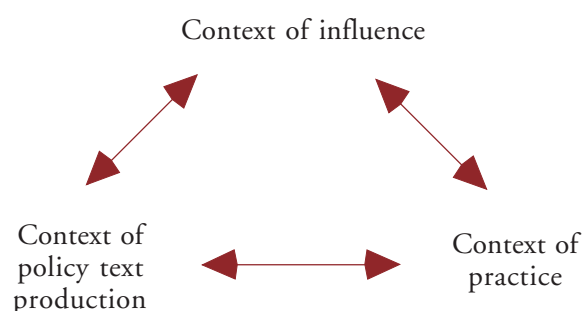 Context of influence
Context of
policy text
production
Context of
practice